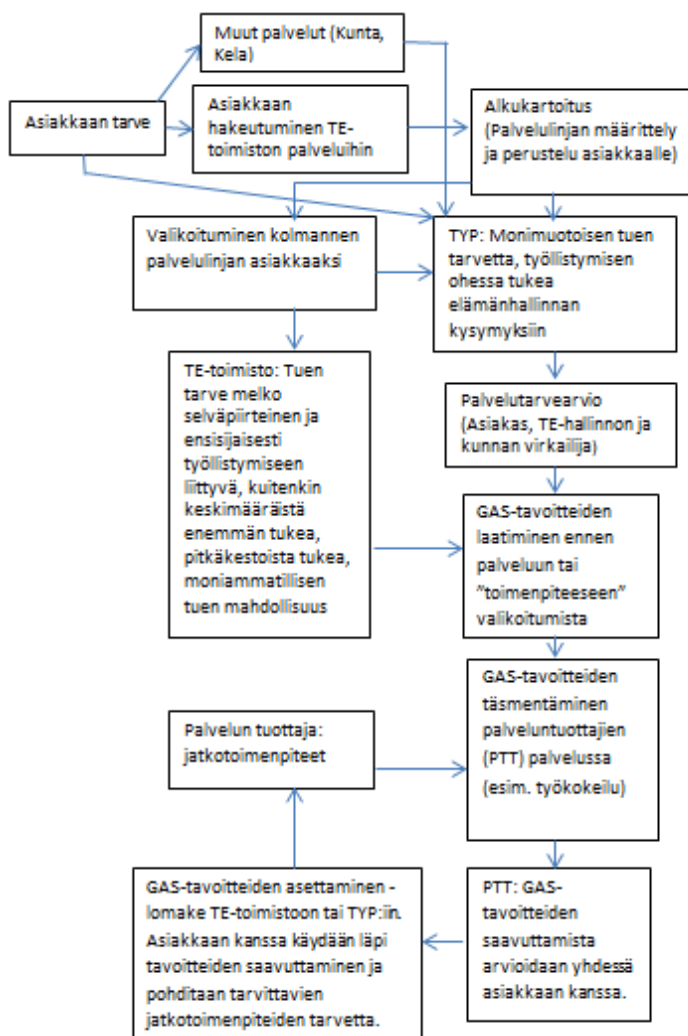 Muut palvelut (Kunta,
Kela)
Asiakkaan tarve
Asiakkaan
hakeutuminen TE-
toimiston palveluihin
Alkukartoitus
(Palvelulinjan määrittely
ja perustelu asiakkaalle)
Valikoituminen kolmannen
palvelulinjan asiakkaaksi
TYP: Monimuotoisen tuen
tarvetta, työllistymisen
ohessa tukea
elämänhallinnan
kysymyksiin
TE-toimisto: Tuen
tarve melko
selväpiirteinen ja
ensisijaisesti
työllistymiseen
liittyvä, kuitenkin
keskimääräistä
enemmän tukea,
pitkäkestoista tukea,
moniammatillisen
tuen mahdollisuus
Palvelutarvearvio
(Asiakas, TE-hallinnon ja
kunnan virkailija)
GAS-tavoitteiden
laatiminen ennen
palveluun tai
”toimenpiteeseen”
valikoitumista
GAS-tavoitteiden
täsmentäminen
palveluntuottajien
(PTT) palvelussa
(esim. työkokeilu)
Palvelun tuottaja:
jatkotoimenpiteet
GAS-tavoitteiden asettaminen -
lomake TE-toimistoon tai TYP:iin.
Asiakkaan kanssa käydään läpi
tavoitteiden saavuttaminen ja
pohditaan tarvittavien
jatkotoimenpiteiden tarvetta.
PTT: GAS-
tavoitteiden
saavuttamista
arvioidaan yhdessä
asiakkaan kanssa.